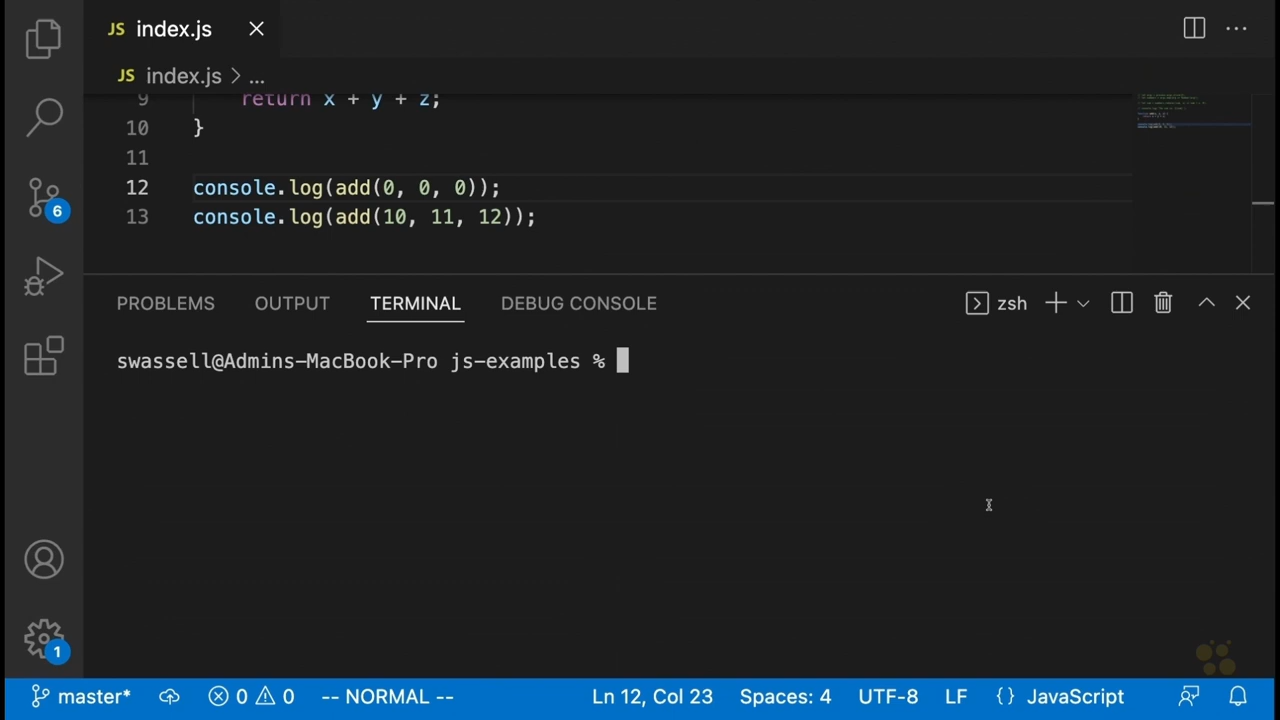 JS index.js
JS index.js > ...
9 return x + y + z;
10 }
11
12 console.log(add(0, 0, 0));
13 console.log(add(10, 11, 12));
6
PROBLEMS OUTPUT TERMINAL DEBUG CONSOLE zsh
swassell@Admins-MacBook-Pro js-examples %
1
master* 0 0 -- NORMAL -- Ln 12, Col 23 Spaces: 4 UTF-8 LF {} JavaScript